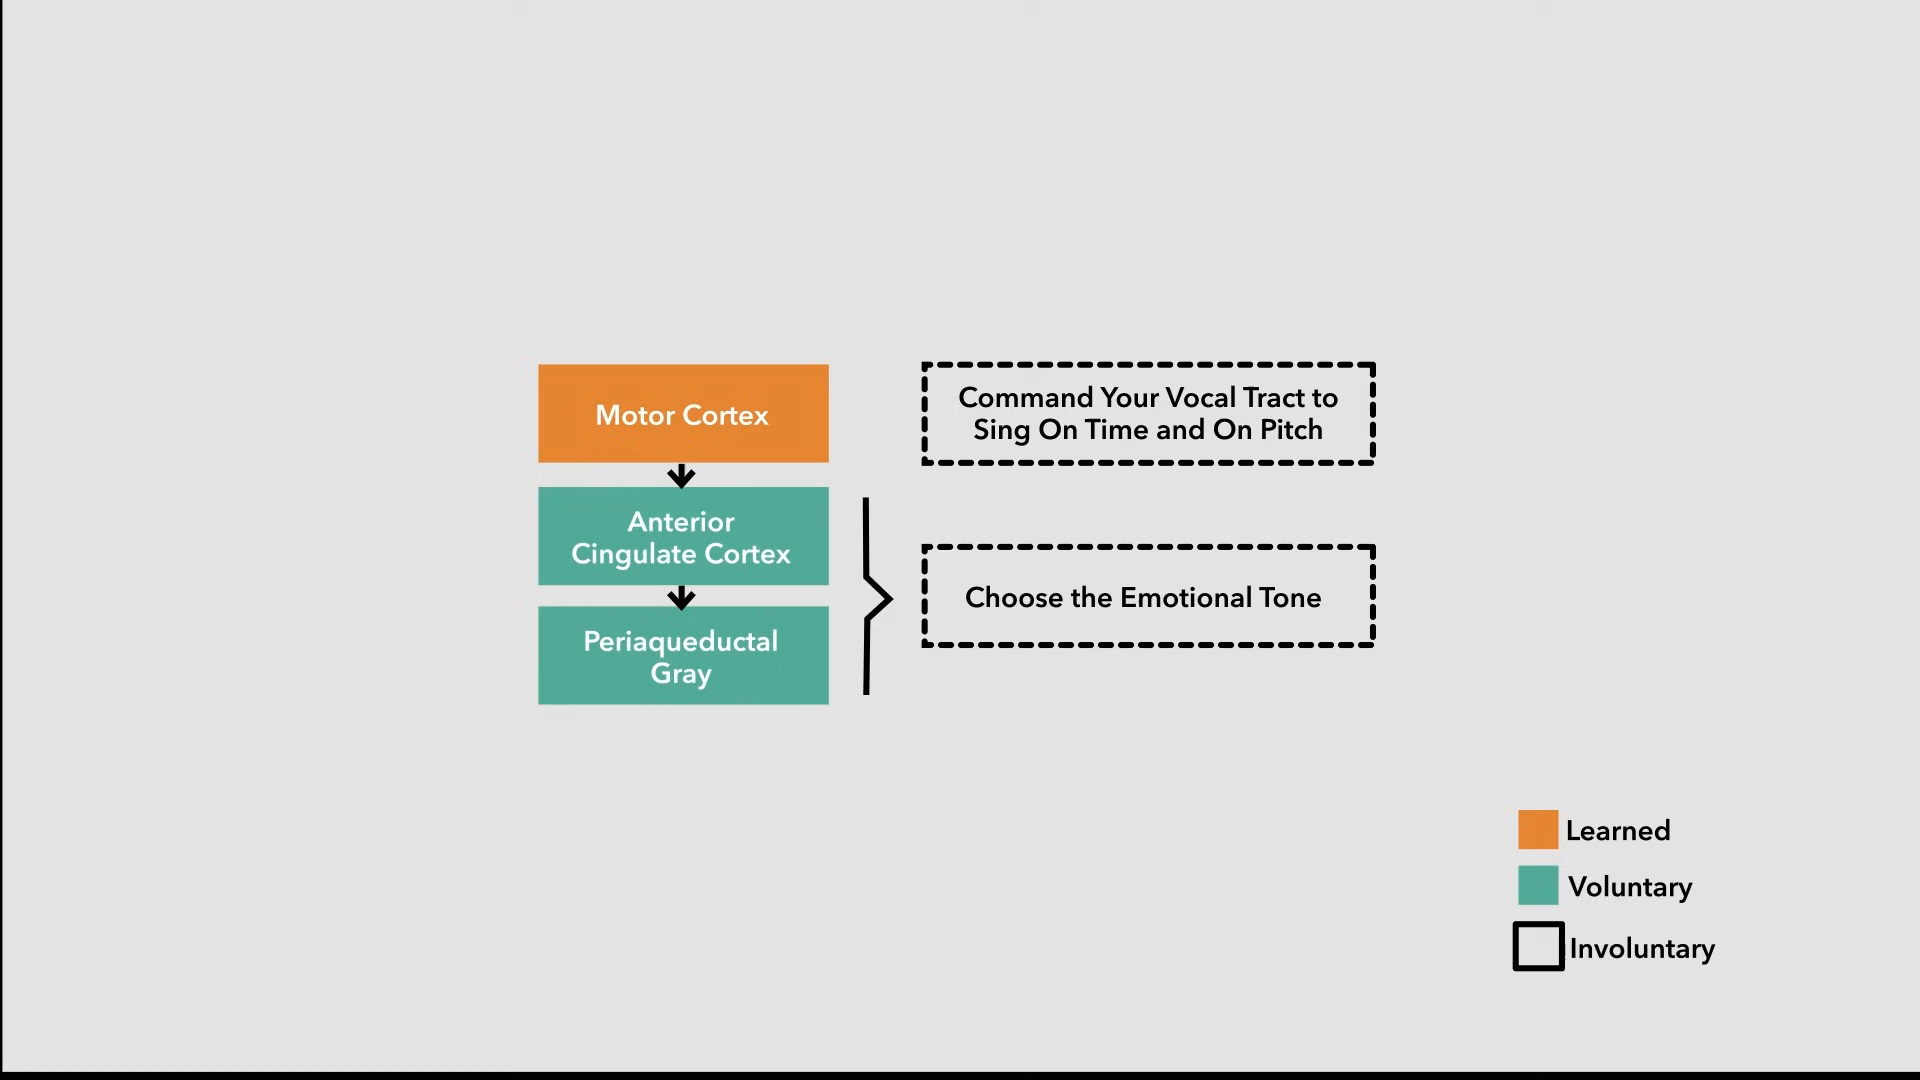 Motor Cortex
Command Your Vocal Tract to
Sing On Time and On Pitch
Anterior
Cingulate Cortex
Periaqueductal
Gray
Choose the Emotional Tone
Learned
Voluntary
Involuntary